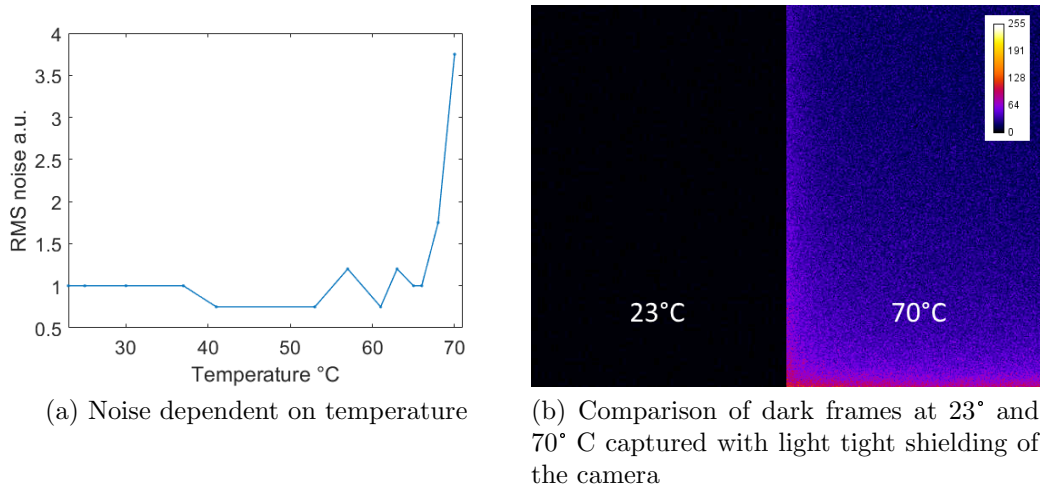 4
3.5
3
2.5
2
1.5
1
0.5
RMS noise a.u.
30 40 50 60 70
Temperature °C
(a) Noise dependent on temperature
255
191
128
64
0
23°C
70°C
(b) Comparison of dark frames at 23° and
70° C captured with light tight shielding of
the camera